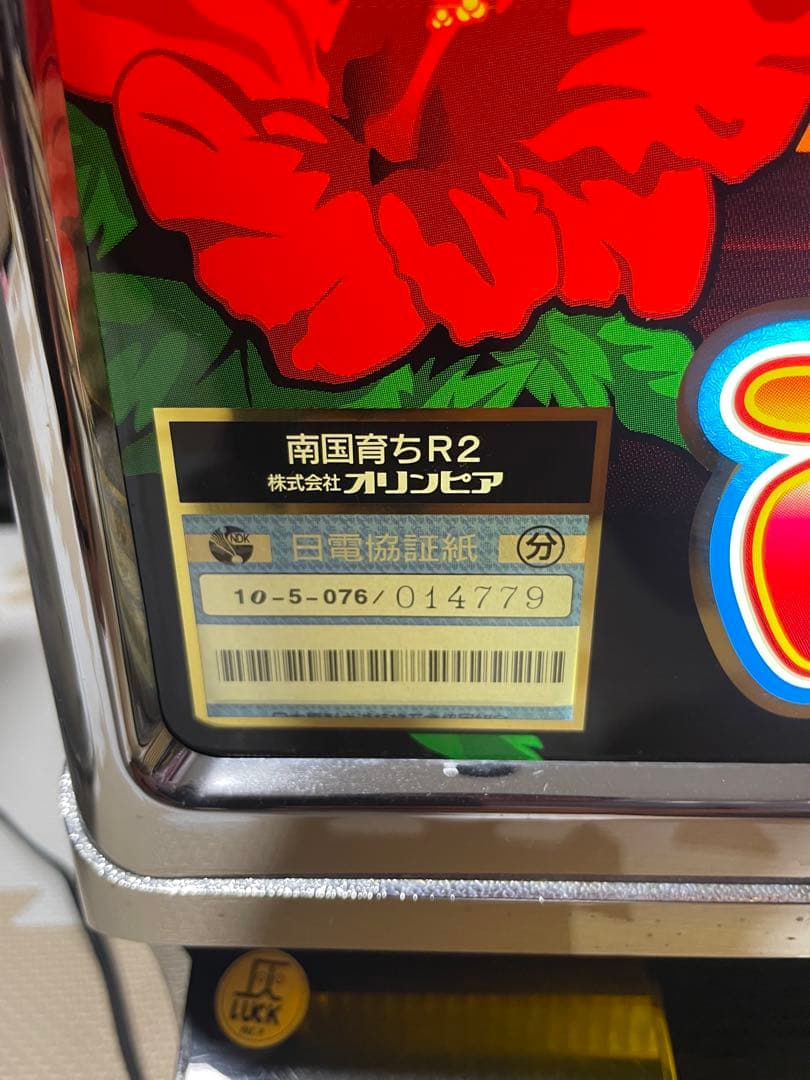 南国育ちR2
株式会社オリンピア
NDK 日電協証紙 分
10-5-076/014779
LUCK